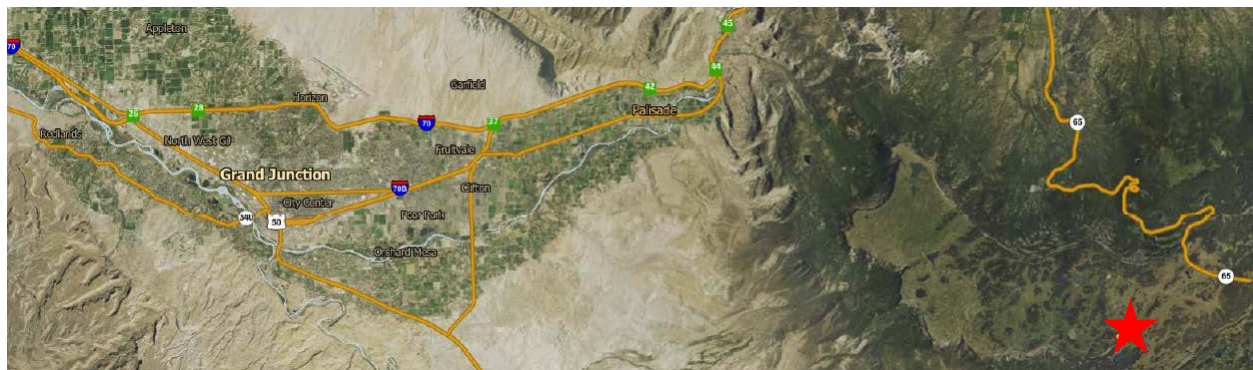 Appleton
45
70
44
Garfield
42
Horizon
28
26
Palisade
70
37
65
Redlands
North West GJ
Fruitvale
Grand Junction
70B
Clifton
City Center
Pear Park
340
50
Orchard Mesa
65